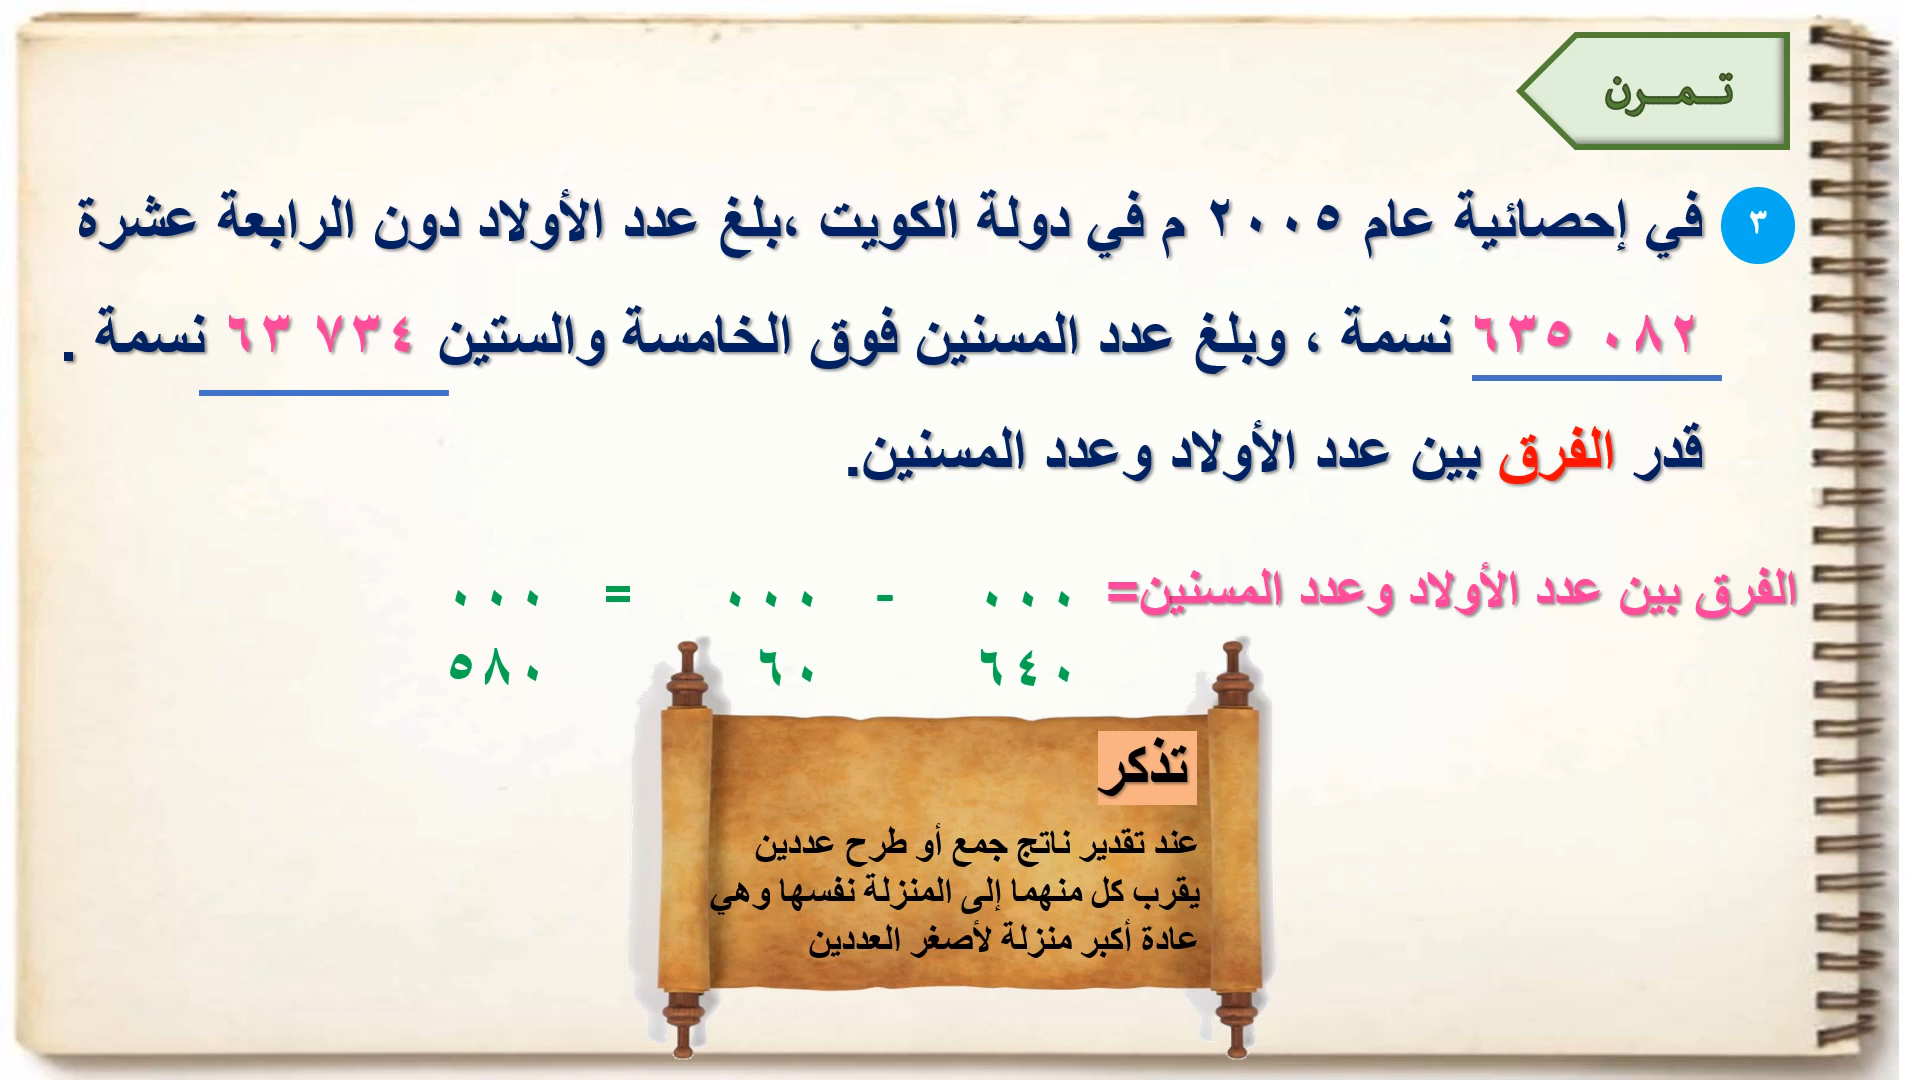 تــمــرن
٣ في إحصائية عام ٢٠٠٥ م في دولة الكويت ،بلغ عدد الأولاد دون الرابعة عشرة
٦٣٥ ٠٨٢ نسمة ، وبلغ عدد المسنين فوق الخامسة والستين ٦٣ ٧٣٤ نسمة .
قدر الفرق بين عدد الأولاد وعدد المسنين.
الفرق بين عدد الأولاد وعدد المسنين= ٠٠٠ - ٠٠٠ = ٠٠٠
٦٤٠ ٦٠ ٥٨٠
تذكر
عند تقدير ناتج جمع أو طرح عددين
يقرب كل منهما إلى المنزلة نفسها وهي
عادة أكبر منزلة لأصغر العددين